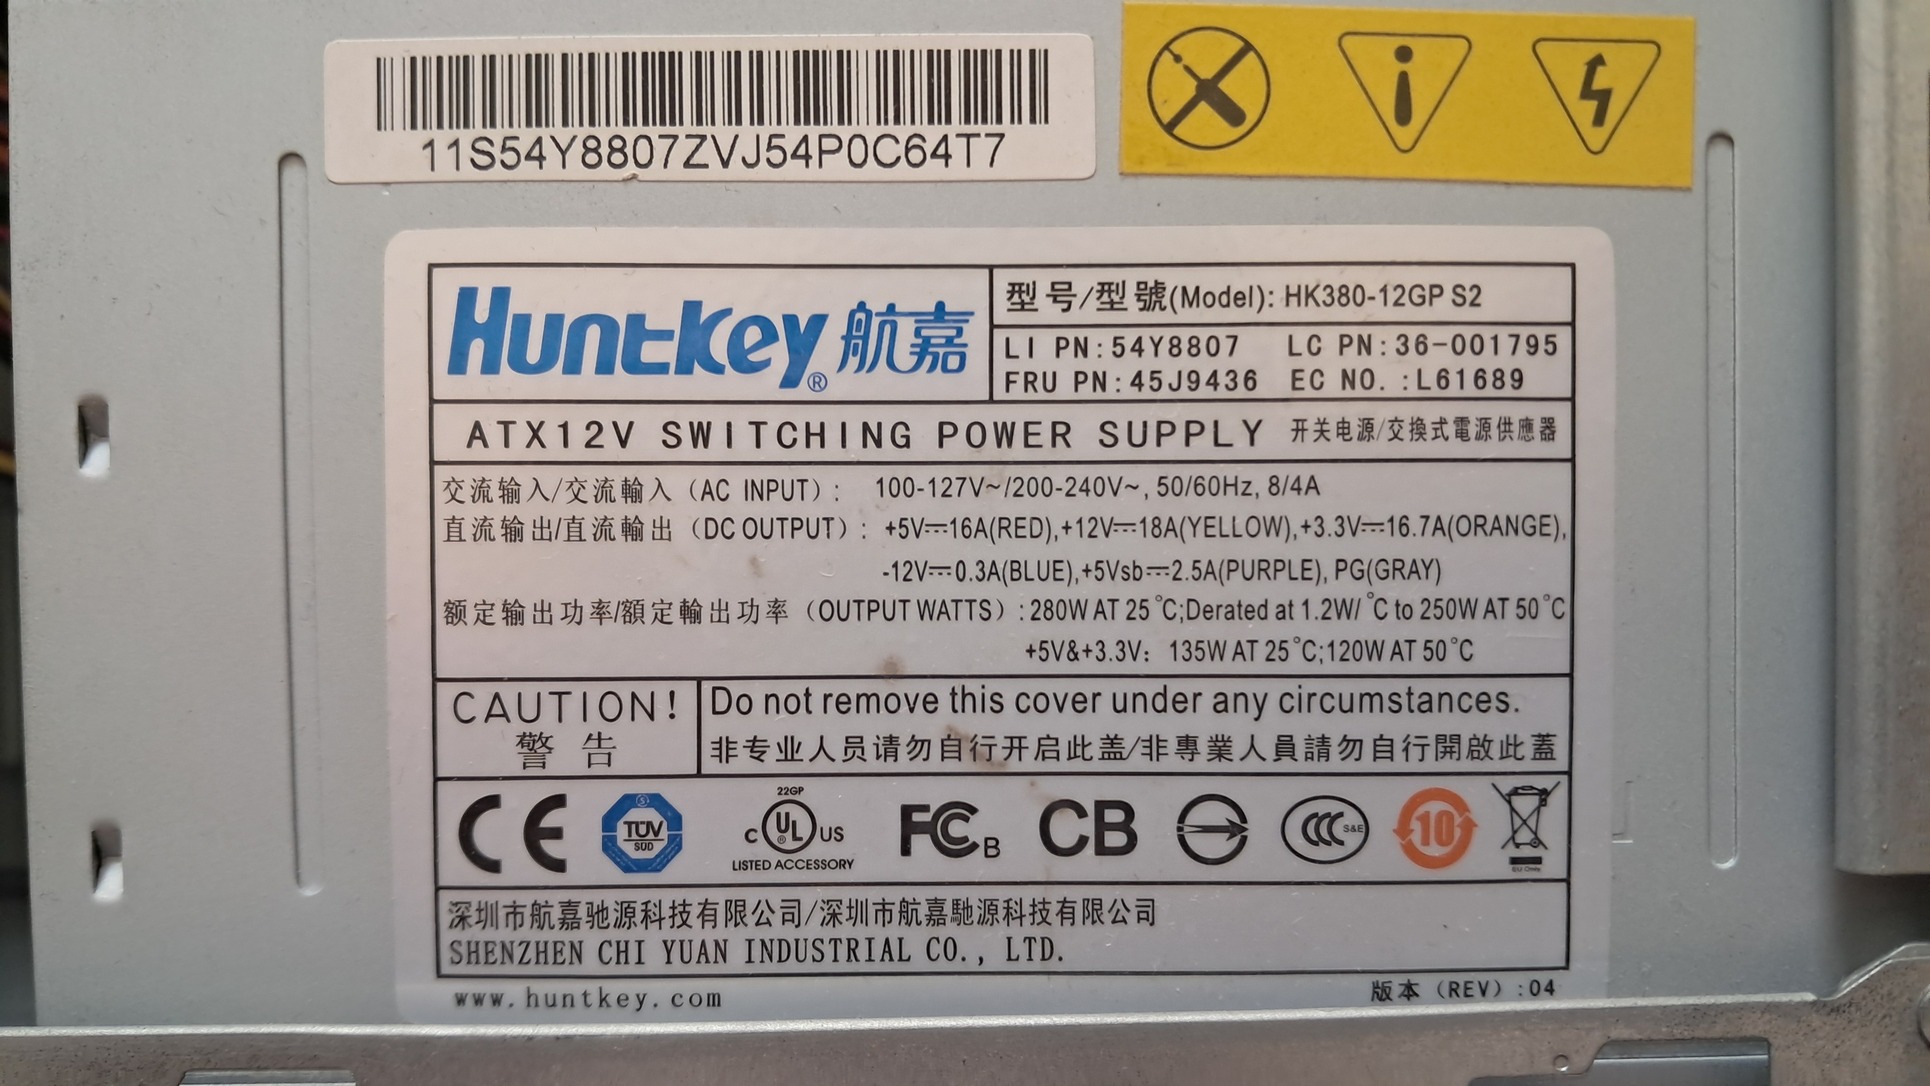 11S54Y8807ZVJ54P0C64T7
Huntkey® 航嘉
型号/型號(Model): HK380-12GP S2
LI PN:54Y8807 LC PN:36-001795
FRU PN:45J9436 EC NO. :L61689
ATX12V SWITCHING POWER SUPPLY 开关电源/交換式電源供應器
交流输入/交流輸入（AC INPUT）: 100-127V~/200-240V~, 50/60Hz, 8/4A
直流输出/直流輸出（DC OUTPUT）: +5V⎓16A(RED),+12V⎓18A(YELLOW),+3.3V⎓16.7A(ORANGE),
-12V⎓0.3A(BLUE),+5Vsb⎓2.5A(PURPLE), PG(GRAY)
额定输出功率/額定輸出功率（OUTPUT WATTS）: 280W AT 25°C;Derated at 1.2W/ °C to 250W AT 50°C
+5V&+3.3V: 135W AT 25°C;120W AT 50°C
CAUTION! Do not remove this cover under any circumstances.
警告 非专业人员请勿自行开启此盖/非專業人員請勿自行開啟此蓋
22GP
CE TÜV SÜD c UL® US FC B CB CCC S&E 10
LISTED ACCESSORY EU Only
深圳市航嘉驰源科技有限公司/深圳市航嘉馳源科技有限公司
SHENZHEN CHI YUAN INDUSTRIAL CO., LTD.
www.huntkey.com 版本（REV）:04